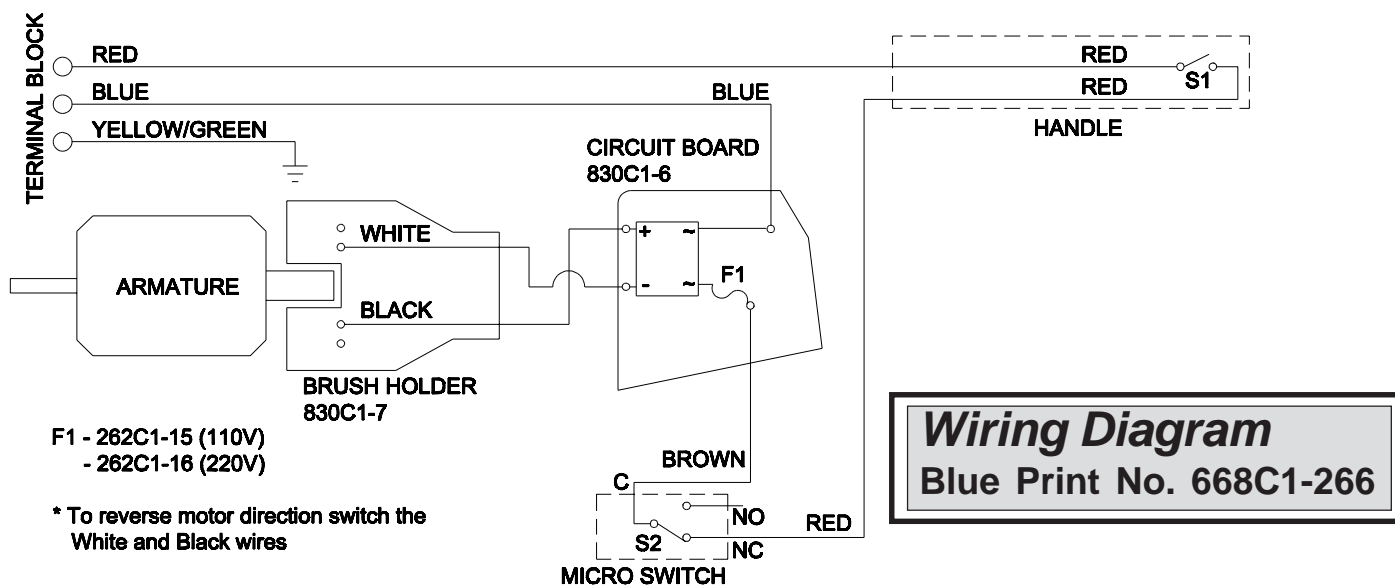 TERMINAL BLOCK
RED
BLUE
YELLOW/GREEN
BLUE
RED
RED
S1
HANDLE
CIRCUIT BOARD
830C1-6
+ ~
- ~
F1
ARMATURE
WHITE
BLACK
BRUSH HOLDER
830C1-7
F1 - 262C1-15 (110V)
- 262C1-16 (220V)
* To reverse motor direction switch the
White and Black wires
BROWN
C
NO
S2
NC
RED
MICRO SWITCH
Wiring Diagram
Blue Print No. 668C1-266